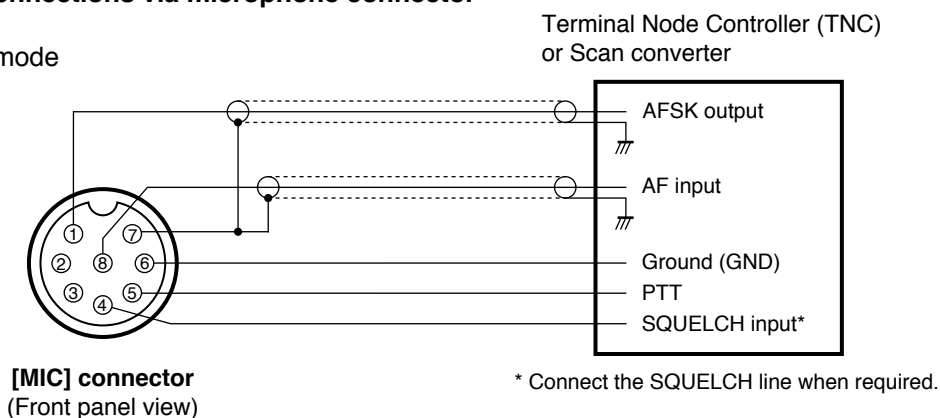 connections via microphone connector
mode
Terminal Node Controller (TNC)
or Scan converter
AFSK output
AF input
① ⑦
② ⑧ ⑥
③ ⑤
④
Ground (GND)
PTT
SQUELCH input*
[MIC] connector
(Front panel view)
* Connect the SQUELCH line when required.